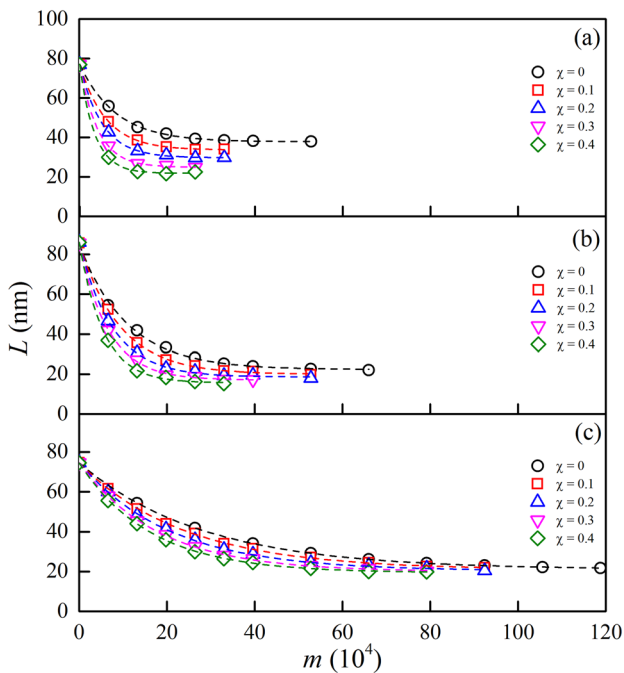 100
(a)
80
χ = 0
χ = 0.1
60
χ = 0.2
40
χ = 0.3
χ = 0.4
20
0
(b)
80
χ = 0
60
χ = 0.1
χ = 0.2
40
χ = 0.3
20
χ = 0.4
0
L (nm)
(c)
80
χ = 0
χ = 0.1
60
χ = 0.2
40
χ = 0.3
χ = 0.4
20
0
0 20 40 60 80 100 120
m (10⁴)